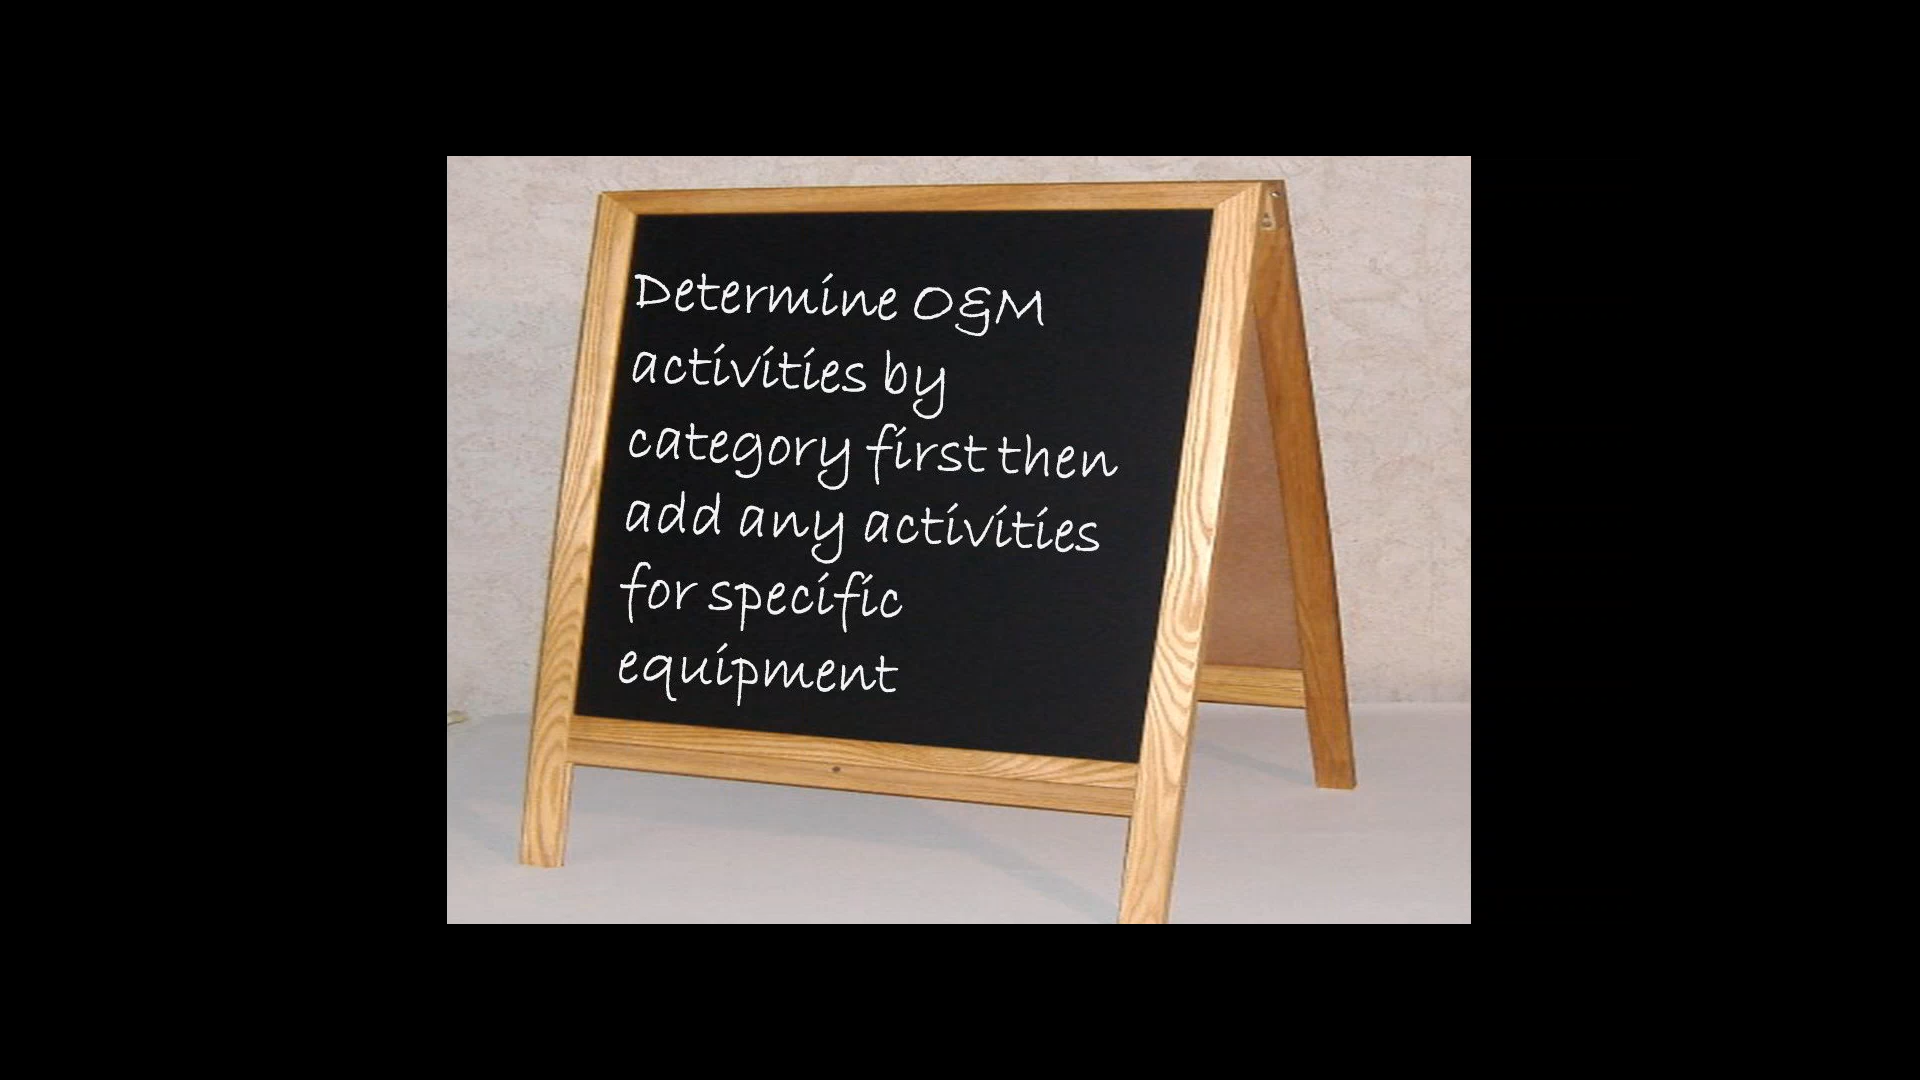 Determine O&M
activities by
category first then
add any activities
for specific
equipment